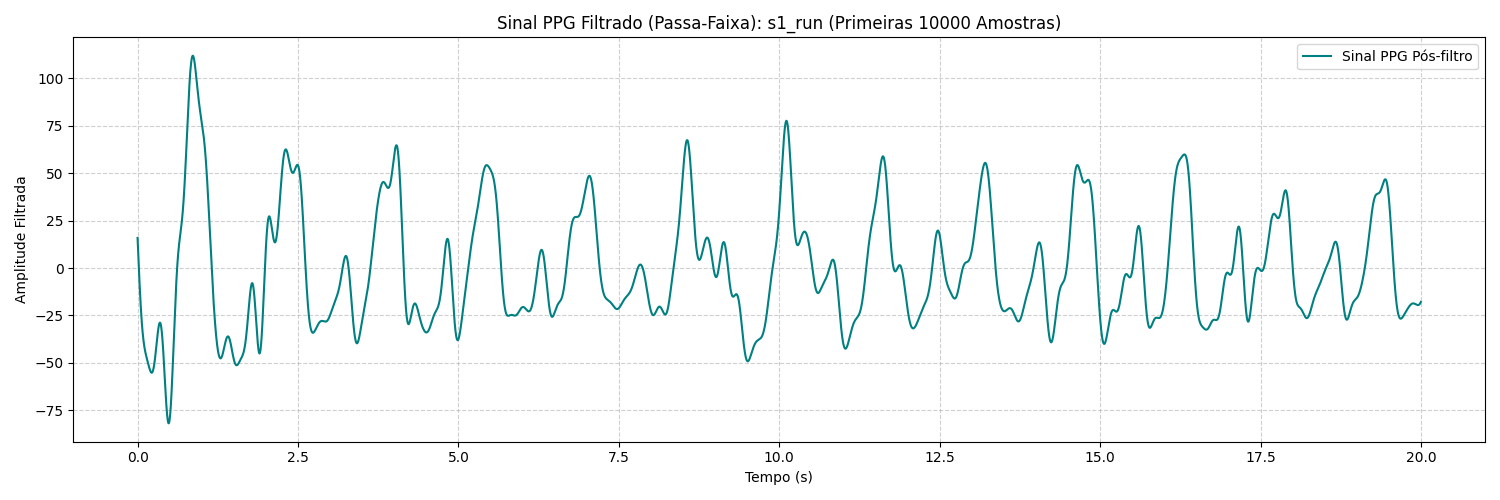 Sinal PPG Filtrado (Passa-Faixa): s1_run (Primeiras 10000 Amostras)
Sinal PPG Pós-filtro
Amplitude Filtrada
100
75
50
25
0
−25
−50
−75
0.0 2.5 5.0 7.5 10.0 12.5 15.0 17.5 20.0
Tempo (s)